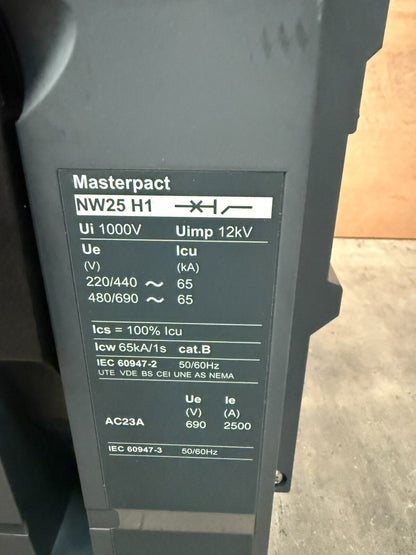 Masterpact
NW25 H1
Ui 1000V Uimp 12kV
Ue Icu
(V) (kA)
220/440 ~ 65
480/690 ~ 65
Ics = 100% Icu
Icw 65kA/1s cat.B
IEC 60947-2 50/60Hz
UTE VDE BS CEI UNE AS NEMA
Ue Ie
(V) (A)
AC23A 690 2500
IEC 60947-3 50/60Hz